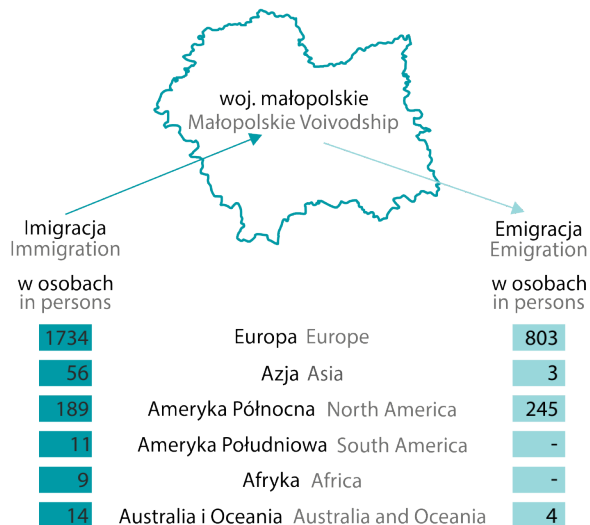 woj. małopolskie
Małopolskie Voivodship
Imigracja
Immigration
w osobach
in persons
Emigracja
Emigration
w osobach
in persons
1734 Europa Europe 803
56 Azja Asia 3
189 Ameryka Północna North America 245
11 Ameryka Południowa South America -
9 Afryka Africa -
14 Australia i Oceania Australia and Oceania 4